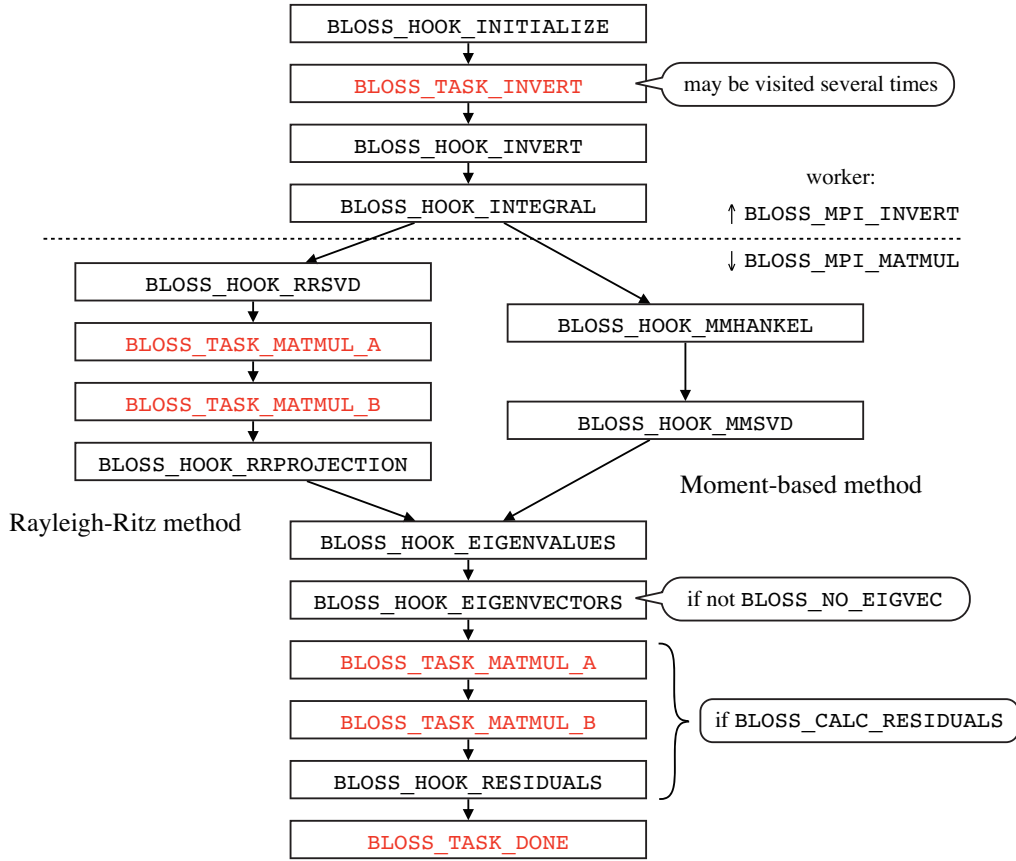 BLOSS_HOOK_INITIALIZE
BLOSS_TASK_INVERT
may be visited several times
BLOSS_HOOK_INVERT
BLOSS_HOOK_INTEGRAL
worker:
↑ BLOSS_MPI_INVERT
↓ BLOSS_MPI_MATMUL
BLOSS_HOOK_RRSVD
BLOSS_TASK_MATMUL_A
BLOSS_TASK_MATMUL_B
BLOSS_HOOK_RRPROJECTION
Rayleigh-Ritz method
BLOSS_HOOK_MMHANKEL
BLOSS_HOOK_MMSVD
Moment-based method
BLOSS_HOOK_EIGENVALUES
BLOSS_HOOK_EIGENVECTORS
if not BLOSS_NO_EIGVEC
BLOSS_TASK_MATMUL_A
BLOSS_TASK_MATMUL_B
if BLOSS_CALC_RESIDUALS
BLOSS_HOOK_RESIDUALS
BLOSS_TASK_DONE